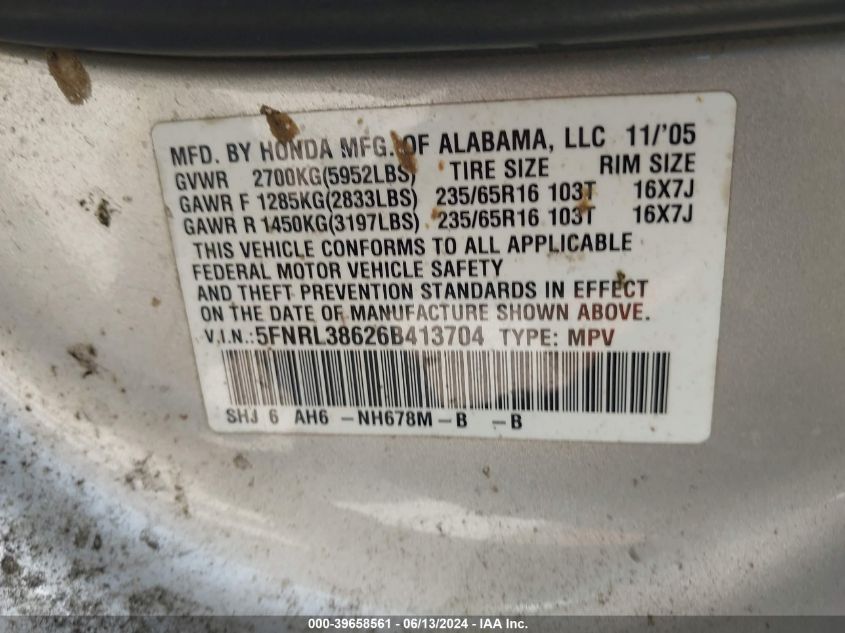 MFD. BY HONDA MFG. OF ALABAMA, LLC 11/'05
GVWR 2700KG(5952LBS) TIRE SIZE RIM SIZE
GAWR F 1285KG(2833LBS) 235/65R16 103T 16X7J
GAWR R 1450KG(3197LBS) 235/65R16 103T 16X7J
THIS VEHICLE CONFORMS TO ALL APPLICABLE
FEDERAL MOTOR VEHICLE SAFETY
AND THEFT PREVENTION STANDARDS IN EFFECT
ON THE DATE OF MANUFACTURE SHOWN ABOVE.
V.I.N.:5FNRL38626B413704 TYPE: MPV
SHJ 6 AH6 -NH678M-B -B
000-39658561 - 06/13/2024 - IAA Inc.